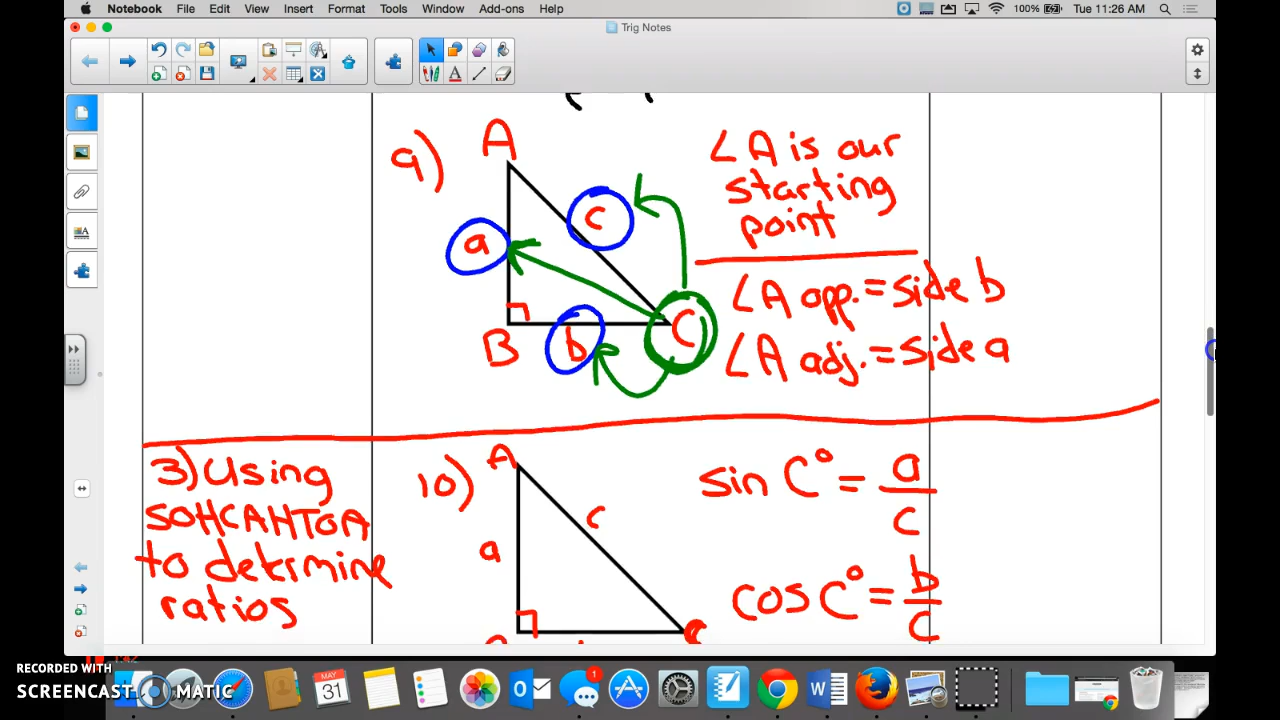 Notebook File Edit View Insert Format Tools Window Add-ons Help 100% Tue 11:26 AM
Trig Notes
9) A
a
c
B b C
∠A is our
starting
point
∠A opp. = side b
∠A adj. = side a
3) Using
SOHCAHTOA
to determine
ratios
10) A
c
a
sin C° = a/c
cos C° = b/c
RECORDED WITH
SCREENCAST MATIC
MAY
31
1